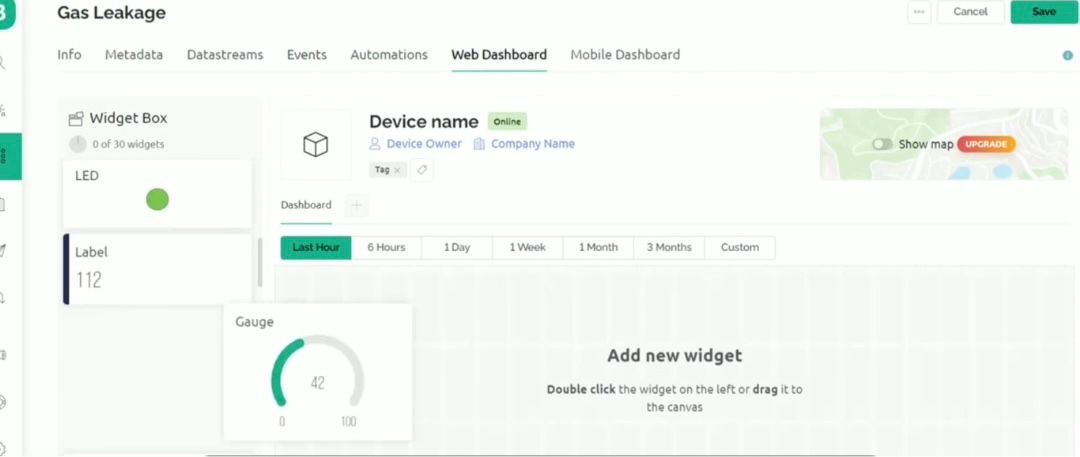 Gas Leakage
Cancel
Save
Info Metadata Datastreams Events Automations Web Dashboard Mobile Dashboard
Widget Box
0 of 30 widgets
LED
Label
112
Gauge
42
0 100
Device name Online
Device Owner Company Name
Tag
Show map UPGRADE
Dashboard
Last Hour 6 Hours 1 Day 1 Week 1 Month 3 Months Custom
Add new widget
Double click the widget on the left or drag it to
the canvas